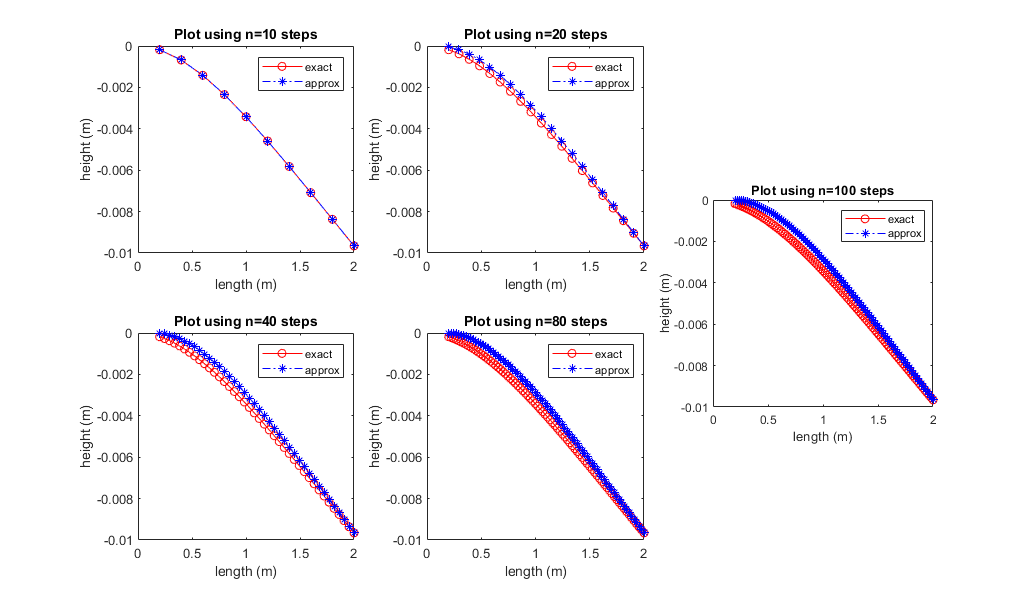 Plot using n=10 steps
0
-0.002
-0.004
-0.006
-0.008
-0.01
height (m)
exact
approx
0 0.5 1 1.5 2
length (m)
Plot using n=20 steps
0
-0.002
-0.004
-0.006
-0.008
-0.01
height (m)
exact
approx
0 0.5 1 1.5 2
length (m)
Plot using n=100 steps
0
-0.002
-0.004
-0.006
-0.008
-0.01
height (m)
exact
approx
0 0.5 1 1.5 2
length (m)
Plot using n=40 steps
0
-0.002
-0.004
-0.006
-0.008
-0.01
height (m)
exact
approx
0 0.5 1 1.5 2
length (m)
Plot using n=80 steps
0
-0.002
-0.004
-0.006
-0.008
-0.01
height (m)
exact
approx
0 0.5 1 1.5 2
length (m)